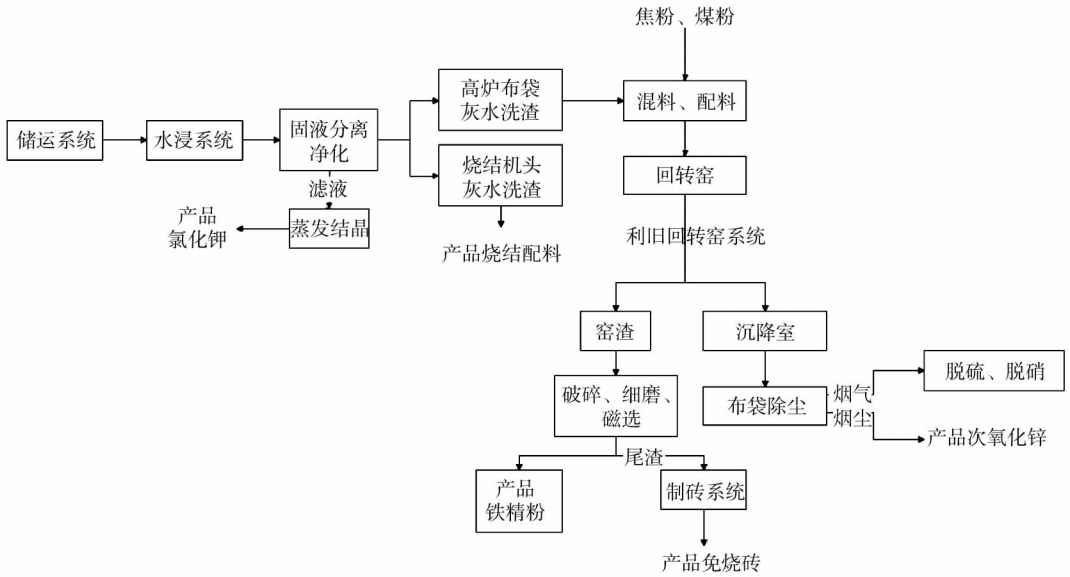 焦粉、煤粉
高炉布袋
灰水洗渣
混料、配料
储运系统
水浸系统
固液分离
净化
烧结机头
灰水洗渣
回转窑
滤液
产品
氯化钾
蒸发结晶
产品烧结配料
利旧回转窑系统
窑渣
沉降室
破碎、细磨、
磁选
布袋除尘
烟气
烟尘
脱硫、脱硝
产品次氧化锌
尾渣
产品
铁精粉
制砖系统
产品免烧砖